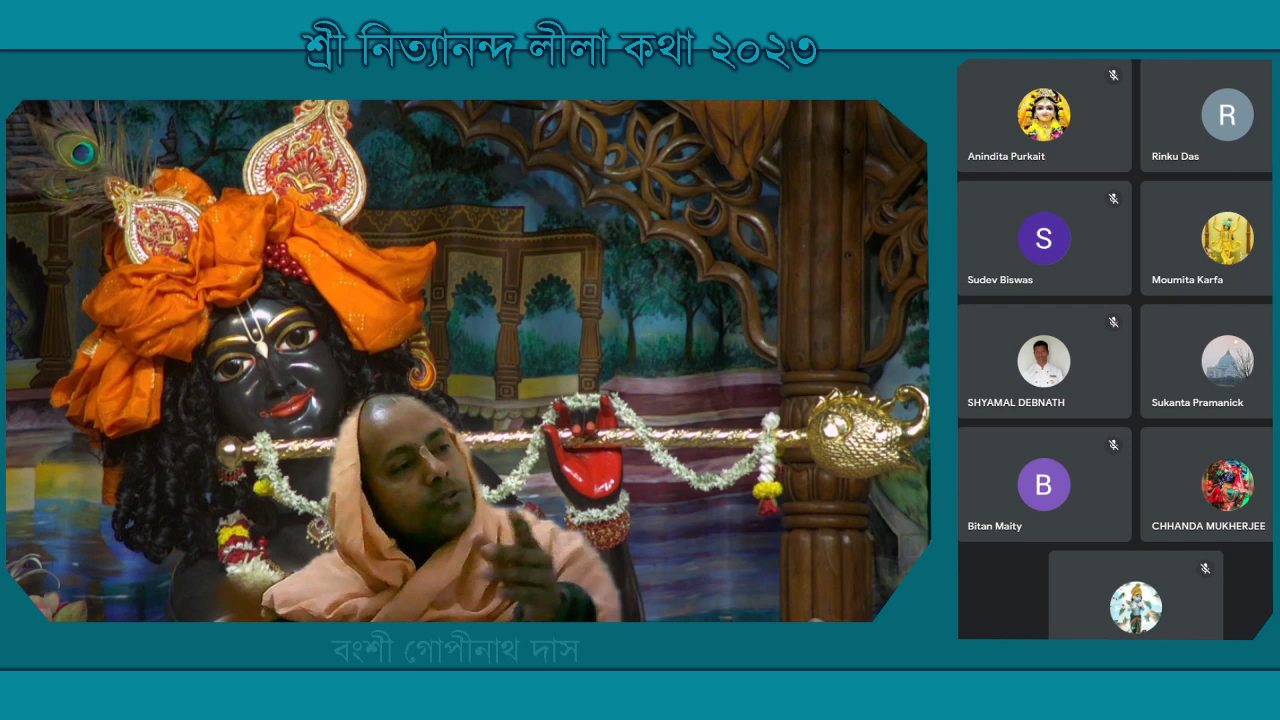 শ্রী নিত্যানন্দ লীলা কথা ২০২৩
Anindita Purkait
R
Rinku Das
S
Sudev Biswas
Moumita Karfa
SHYAMAL DEBNATH
Sukanta Pramanick
B
Bitan Maity
CHHANDA MUKHERJEE
বংশী গোপীনাথ দাস